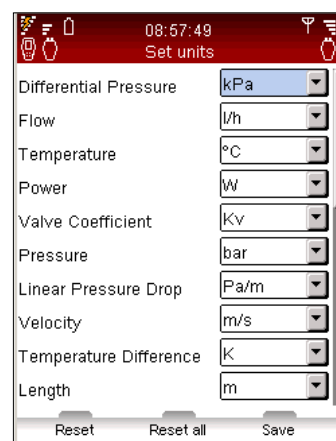 08:57:49
Set units
Differential Pressure kPa
Flow l/h
Temperature °C
Power W
Valve Coefficient Kv
Pressure bar
Linear Pressure Drop Pa/m
Velocity m/s
Temperature Difference K
Length m
Reset Reset all Save